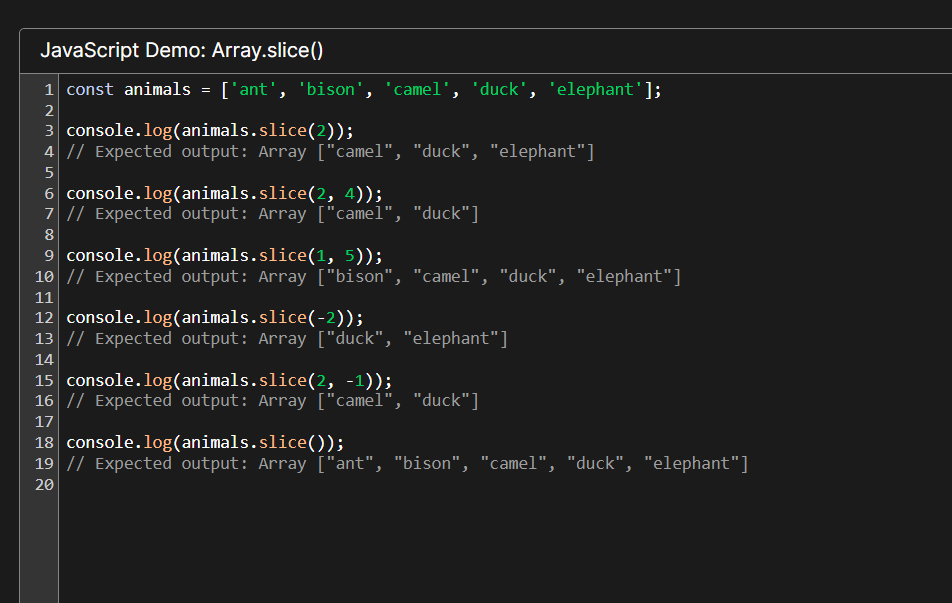 JavaScript Demo: Array.slice()
1 const animals = ['ant', 'bison', 'camel', 'duck', 'elephant'];
2
3 console.log(animals.slice(2));
4 // Expected output: Array ["camel", "duck", "elephant"]
5
6 console.log(animals.slice(2, 4));
7 // Expected output: Array ["camel", "duck"]
8
9 console.log(animals.slice(1, 5));
10 // Expected output: Array ["bison", "camel", "duck", "elephant"]
11
12 console.log(animals.slice(-2));
13 // Expected output: Array ["duck", "elephant"]
14
15 console.log(animals.slice(2, -1));
16 // Expected output: Array ["camel", "duck"]
17
18 console.log(animals.slice());
19 // Expected output: Array ["ant", "bison", "camel", "duck", "elephant"]
20